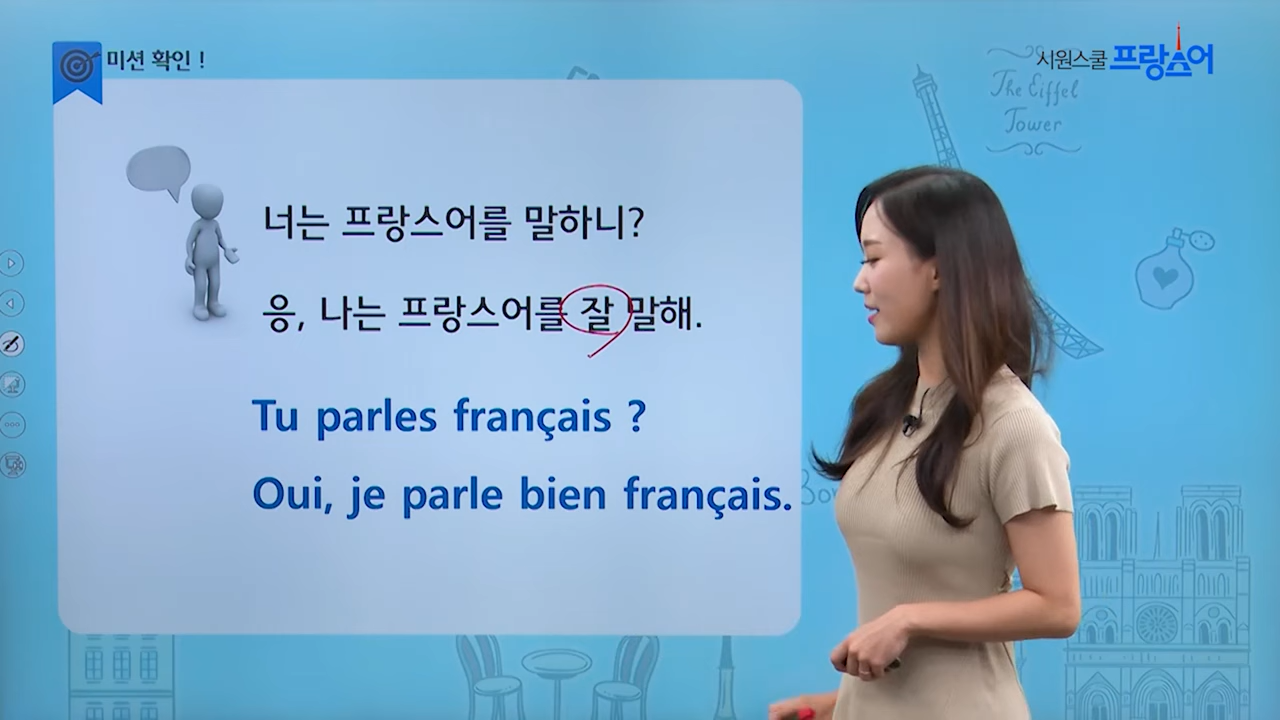 미션 확인 !
시원스쿨 프랑스어
The Eiffel
Tower
너는 프랑스어를 말하니?
응, 나는 프랑스어를 잘 말해.
Tu parles français ?
Oui, je parle bien français.